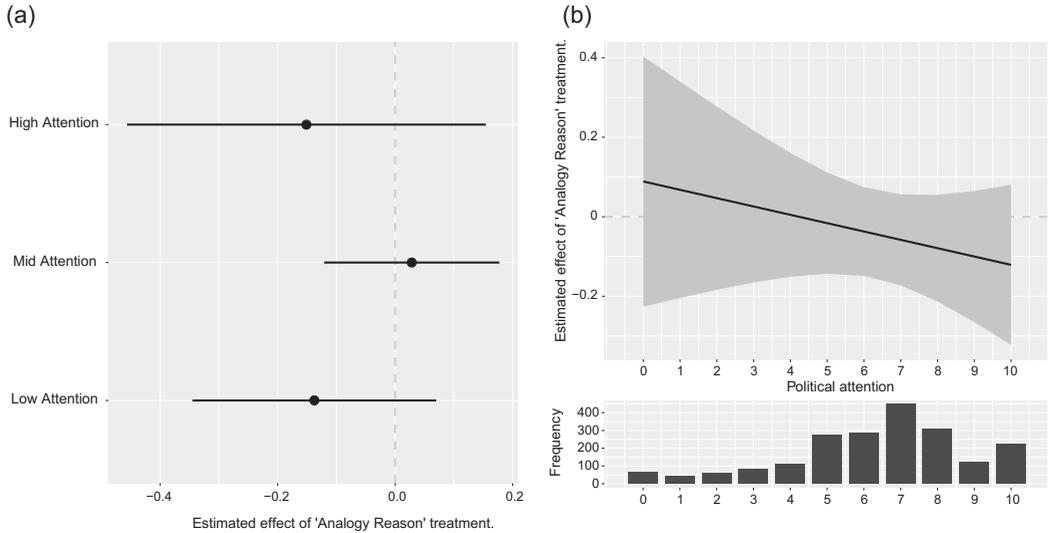 (a)
High Attention
Mid Attention
Low Attention
−0.4
−0.2
0.0
0.2
Estimated effect of 'Analogy Reason' treatment.
(b)
Estimated effect of 'Analogy Reason' treatment.
0.4
0.2
0
−0.2
0 1 2 3 4 5 6 7 8 9 10
Political attention
Frequency
400
300
200
100
0
0 1 2 3 4 5 6 7 8 9 10